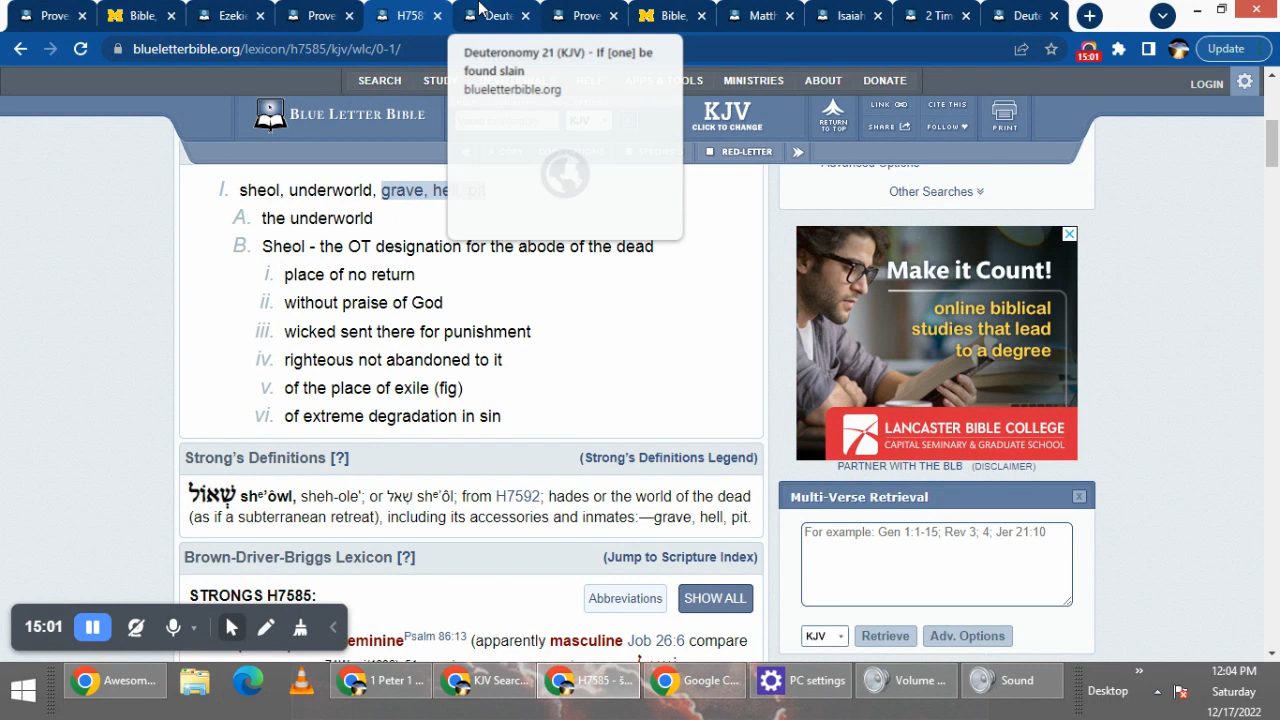 Prove
Bible,
Ezekie
Prove
H758
Deute
Prove
Bible,
Matth
Isaiah
2 Tim
Deute
blueletterbible.org/lexicon/h7585/kjv/wlc/0-1/
15:01
Update
Deuteronomy 21 (KJV) - If [one] be
found slain
blueletterbible.org
SEARCH
MINISTRIES
ABOUT
DONATE
LOGIN
BLUE LETTER BIBLE
KJV
CLICK TO CHANGE
RETURN
TO TOP
LINK
CITE THIS
SHARE
FOLLOW
PRINT
RED-LETTER
Other Searches
I. sheol, underworld, grave, hell, pit
A. the underworld
B. Sheol - the OT designation for the abode of the dead
i. place of no return
ii. without praise of God
iii. wicked sent there for punishment
iv. righteous not abandoned to it
v. of the place of exile (fig)
vi. of extreme degradation in sin
Strong's Definitions [?]
(Strong's Definitions Legend)
שְׁאוֹל shᵉʼôwl, sheh-ole'; or שְׁאֹל shᵉʼôl; from H7592; hades or the world of the dead
(as if a subterranean retreat), including its accessories and inmates:—grave, hell, pit.
Brown-Driver-Briggs Lexicon [?]
(Jump to Scripture Index)
STRONGS H7585:
Abbreviations
SHOW ALL
feminine Psalm 86:13 (apparently masculine Job 26:6 compare
Make it Count!
online biblical
studies that lead
to a degree
LANCASTER BIBLE COLLEGE
CAPITAL SEMINARY & GRADUATE SCHOOL
PARTNER WITH THE BLB (DISCLAIMER)
Multi-Verse Retrieval
For example: Gen 1:1-15; Rev 3; 4; Jer 21:10
KJV
Retrieve
Adv. Options
15:01
Awesom...
1 Peter 1 ...
KJV Searc...
H7585 - š...
Google C...
PC settings
Volume ...
Sound
Desktop
12:04 PM
Saturday
12/17/2022